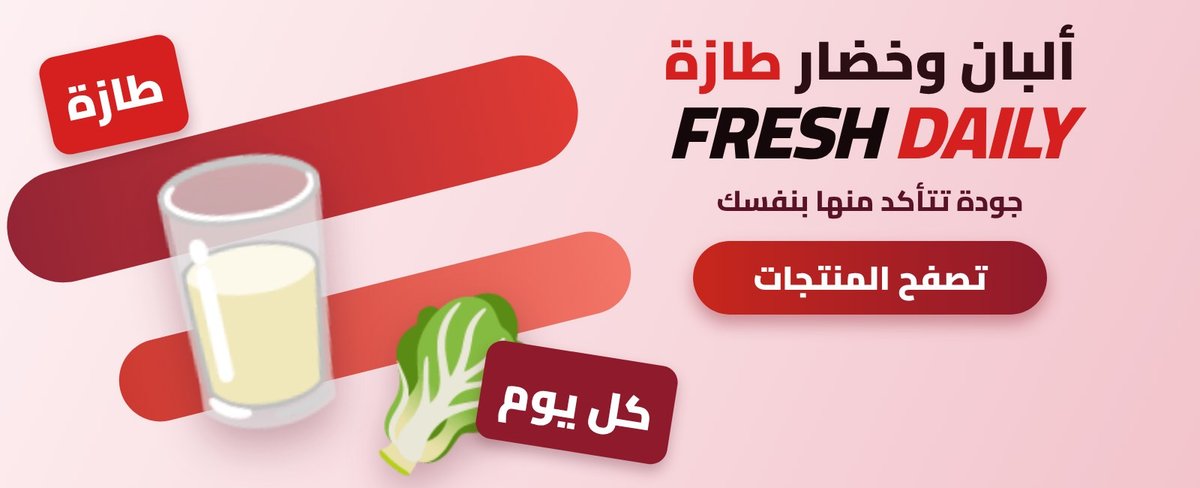 ألبان وخضار طازة
FRESH DAILY
جودة تتأكد منها بنفسك
تصفح المنتجات
طازة
كل يوم